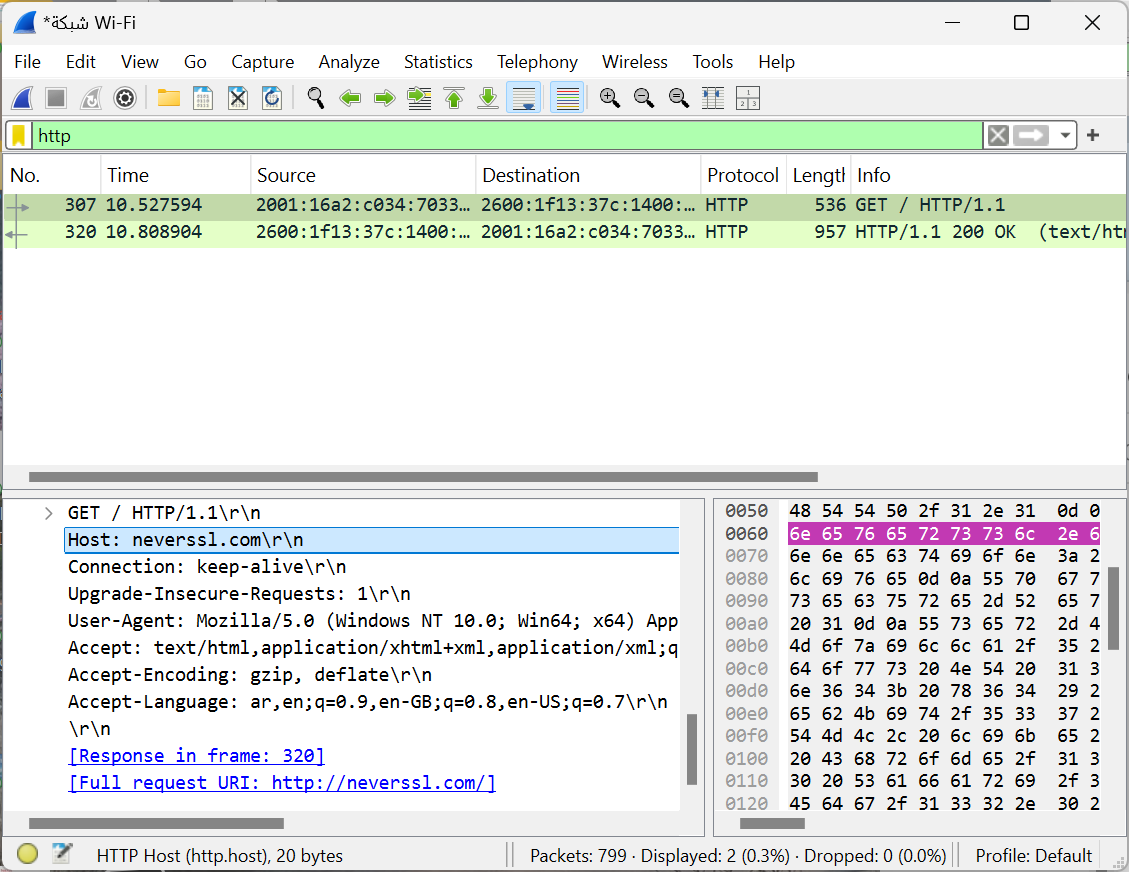 *شبكة Wi-Fi
File Edit View Go Capture Analyze Statistics Telephony Wireless Tools Help
http
No. Time Source Destination Protocol Length Info
307 10.527594 2001:16a2:c034:7033… 2600:1f13:37c:1400:… HTTP 536 GET / HTTP/1.1
320 10.808904 2600:1f13:37c:1400:… 2001:16a2:c034:7033… HTTP 957 HTTP/1.1 200 OK (text/htm
GET / HTTP/1.1\r\n
Host: neverssl.com\r\n
Connection: keep-alive\r\n
Upgrade-Insecure-Requests: 1\r\n
User-Agent: Mozilla/5.0 (Windows NT 10.0; Win64; x64) App
Accept: text/html,application/xhtml+xml,application/xml;q
Accept-Encoding: gzip, deflate\r\n
Accept-Language: ar,en;q=0.9,en-GB;q=0.8,en-US;q=0.7\r\n
\r\n
[Response in frame: 320]
[Full request URI: http://neverssl.com/]
0050 48 54 54 50 2f 31 2e 31 0d 0
0060 6e 65 76 65 72 73 73 6c 2e 6
0070 6e 6e 65 63 74 69 6f 6e 3a 2
0080 6c 69 76 65 0d 0a 55 70 67 7
0090 73 65 63 75 72 65 2d 52 65 7
00a0 20 31 0d 0a 55 73 65 72 2d 4
00b0 4d 6f 7a 69 6c 6c 61 2f 35 2
00c0 64 6f 77 73 20 4e 54 20 31 3
00d0 6e 36 34 3b 20 78 36 34 29 2
00e0 65 62 4b 69 74 2f 35 33 37 2
00f0 54 4d 4c 2c 20 6c 69 6b 65 2
0100 20 43 68 72 6f 6d 65 2f 31 3
0110 30 20 53 61 66 61 72 69 2f 3
0120 45 64 67 2f 31 33 32 2e 30 2
HTTP Host (http.host), 20 bytes
Packets: 799 · Displayed: 2 (0.3%) · Dropped: 0 (0.0%)
Profile: Default